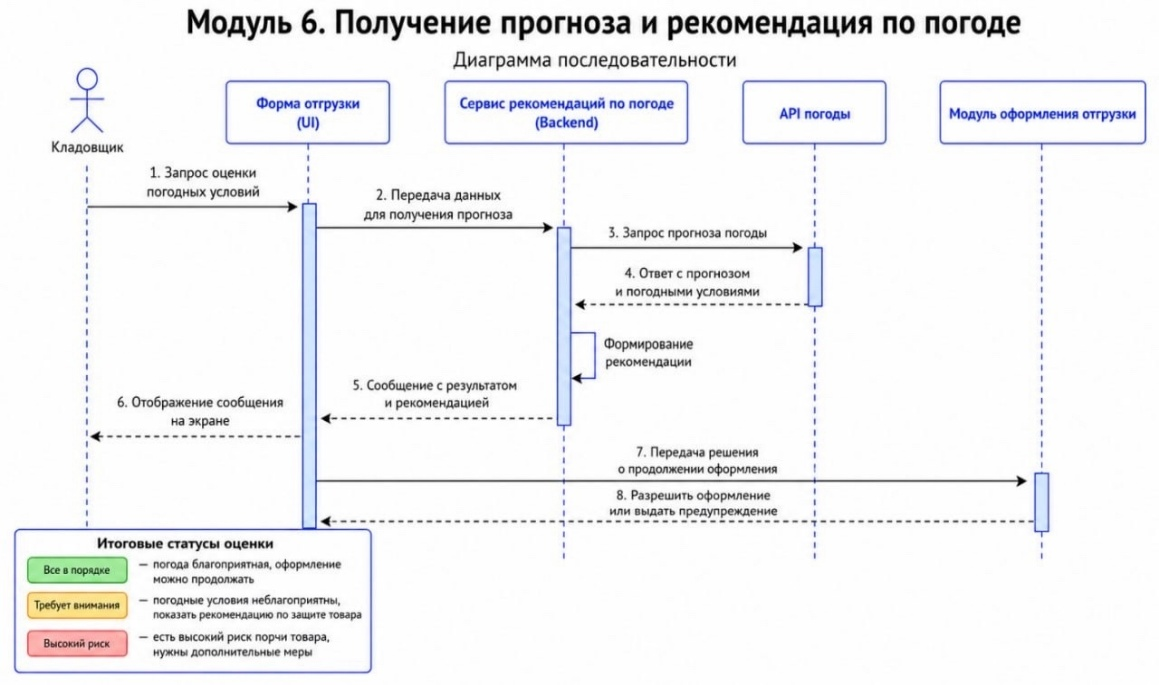 Модуль 6. Получение прогноза и рекомендация по погоде
Диаграмма последовательности
Кладовщик
Форма отгрузки
(UI)
Сервис рекомендаций по погоде
(Backend)
API погоды
Модуль оформления отгрузки
1. Запрос оценки
погодных условий
2. Передача данных
для получения прогноза
3. Запрос прогноза погоды
4. Ответ с прогнозом
и погодными условиями
Формирование
рекомендации
5. Сообщение с результатом
и рекомендацией
6. Отображение сообщения
на экране
7. Передача решения
о продолжении оформления
8. Разрешить оформление
или выдать предупреждение
Итоговые статусы оценки
Все в порядке — погода благоприятная, оформление
можно продолжать
Требует внимания — погодные условия неблагоприятны,
показать рекомендацию по защите товара
Высокий риск — есть высокий риск порчи товара,
нужны дополнительные меры